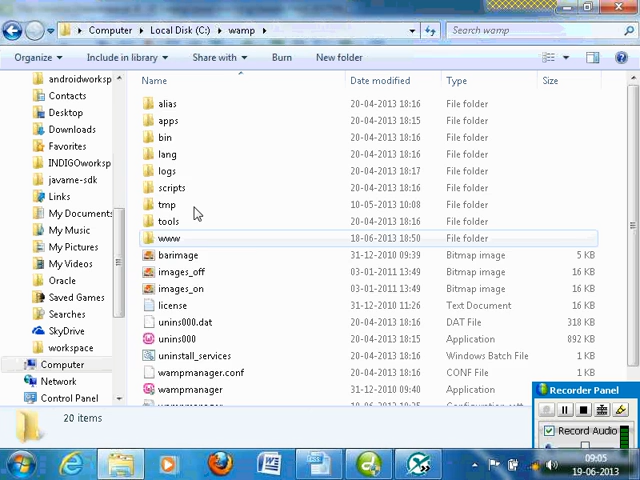 Computer Local Disk (C:) wamp Search wamp
Organize Include in library Share with Burn New folder
Name Date modified Type Size
androidworksp
Contacts
Desktop
Downloads
Favorites
INDIGOworksp
javame-sdk
Links
My Documents
My Music
My Pictures
My Videos
Oracle
Saved Games
Searches
SkyDrive
workspace
Computer
Network
Control Panel
alias 20-04-2013 18:16 File folder
apps 20-04-2013 18:15 File folder
bin 20-04-2013 18:16 File folder
lang 20-04-2013 18:16 File folder
logs 20-04-2013 18:17 File folder
scripts 20-04-2013 18:16 File folder
tmp 10-05-2013 10:08 File folder
tools 20-04-2013 18:16 File folder
www 18-06-2013 18:50 File folder
barimage 31-12-2010 09:39 Bitmap image 5 KB
images_off 03-01-2011 13:49 Bitmap image 16 KB
images_on 03-01-2011 13:49 Bitmap image 16 KB
license 31-12-2010 11:26 Text Document 16 KB
unins000.dat 20-04-2013 18:16 DAT File 318 KB
unins000 20-04-2013 18:15 Application 892 KB
uninstall_services 20-04-2013 18:16 Windows Batch File 1 KB
wampmanager.conf 20-04-2013 18:16 CONF File 1 KB
wampmanager 31-12-2010 09:40 Application
20 items
Recorder Panel
Record Audio
09:05
19-06-2013